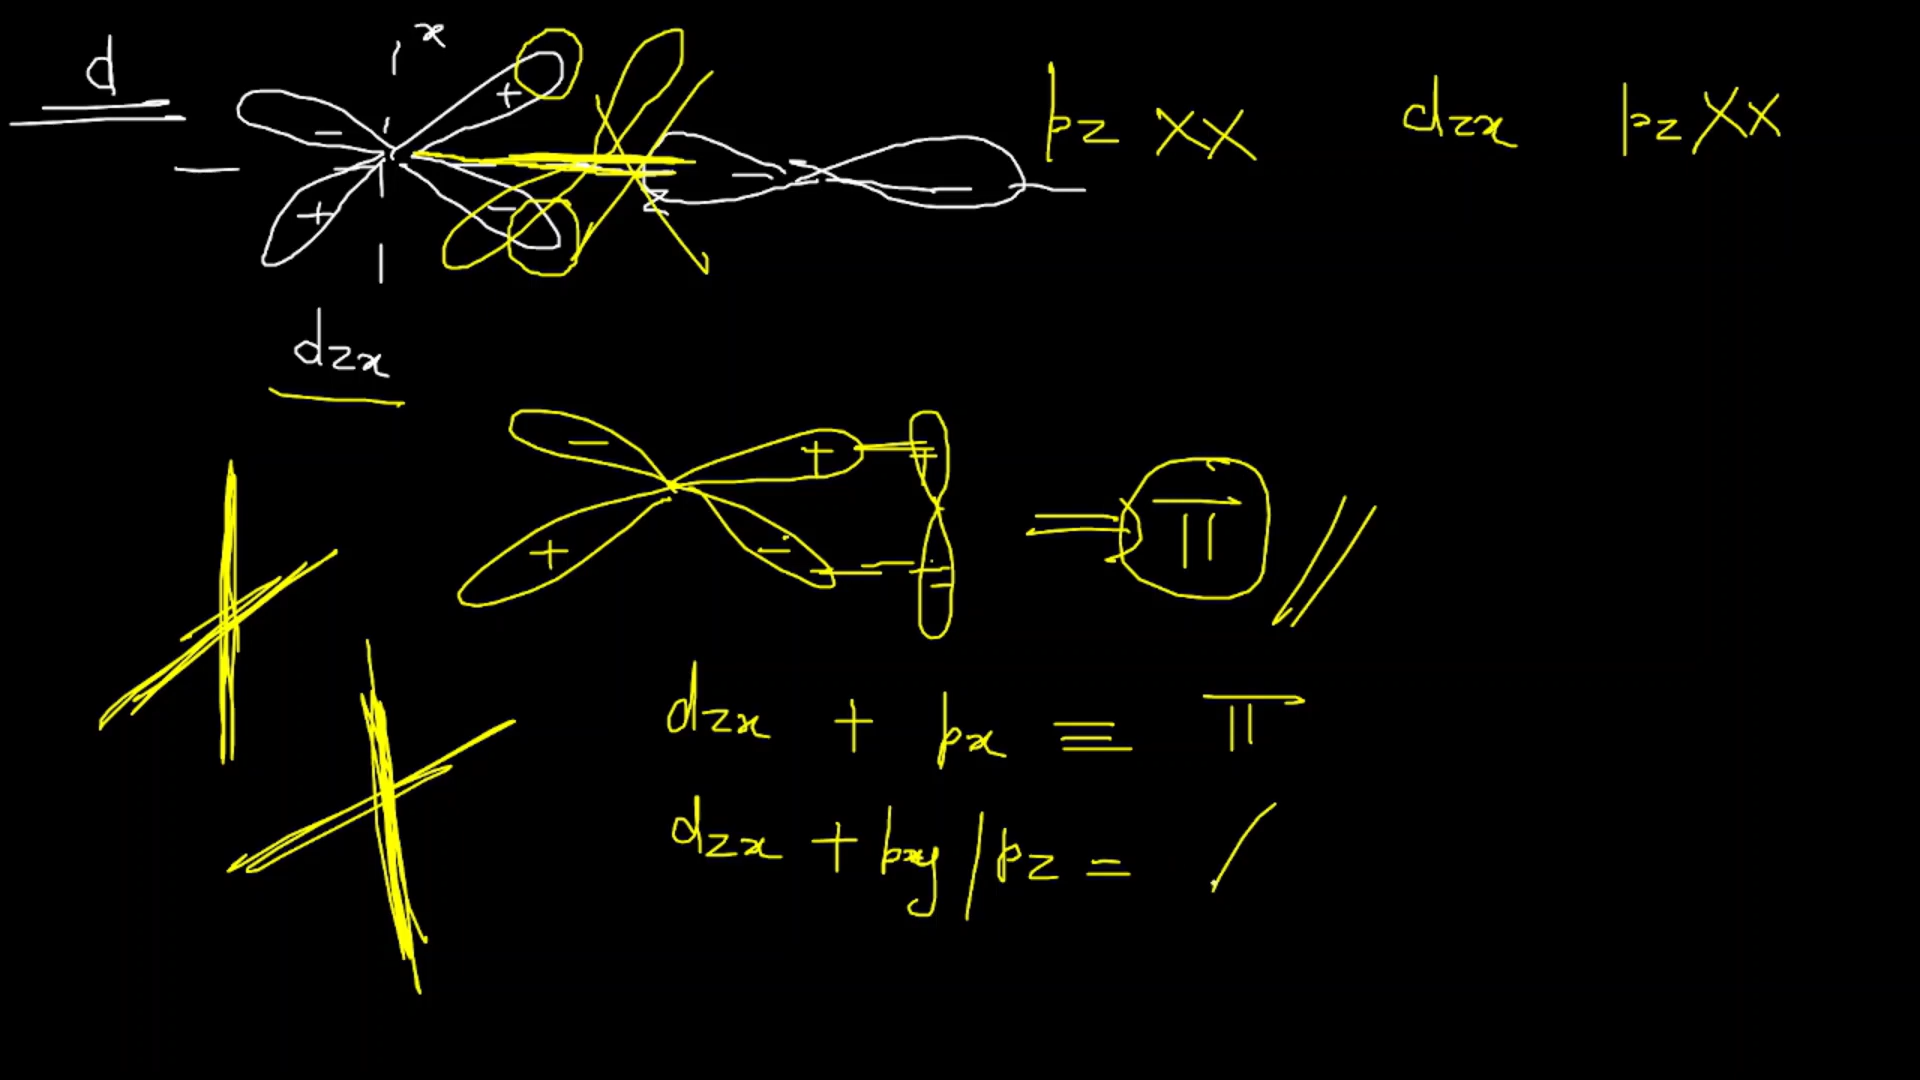 d
x
+
pz XX dzx pz XX
−
−
+
−
z
−
−
dzx
−
+
+
−
+
−
⇒ π
dzx + px = π
dzx + py / pz =